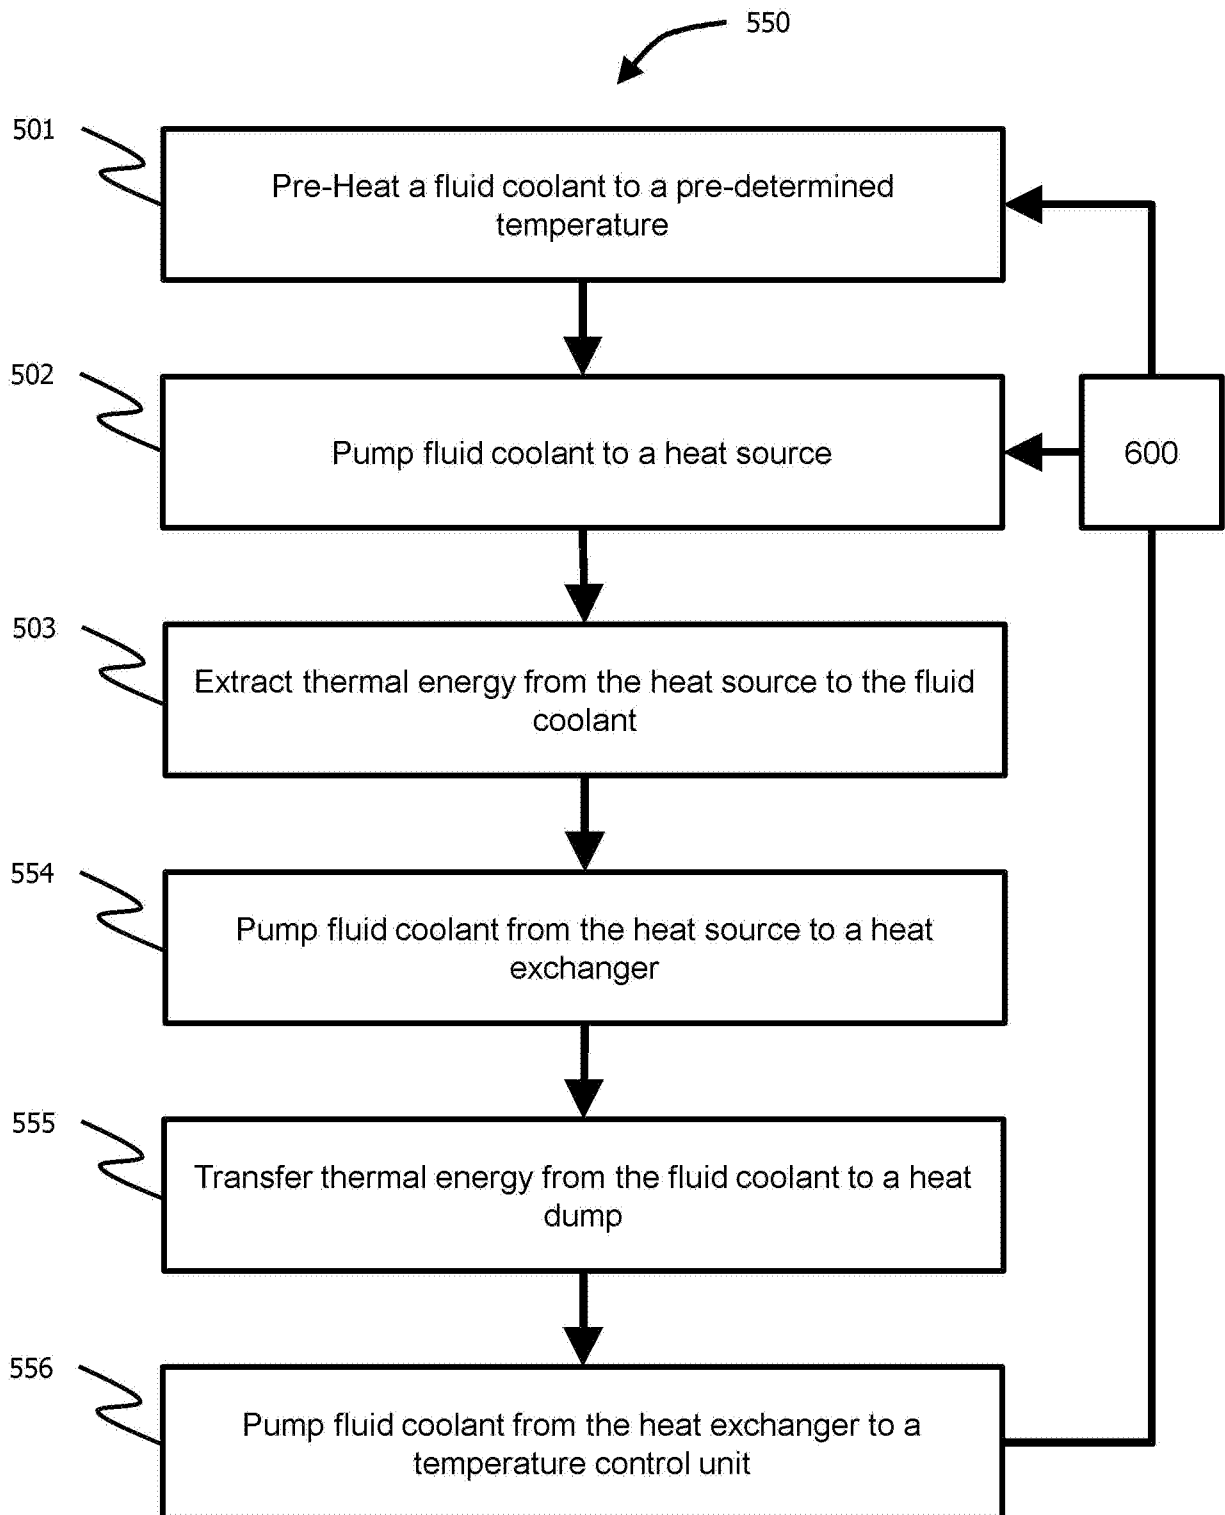 550
501
Pre-Heat a fluid coolant to a pre-determined
temperature
502
Pump fluid coolant to a heat source
600
503
Extract thermal energy from the heat source to the fluid
coolant
554
Pump fluid coolant from the heat source to a heat
exchanger
555
Transfer thermal energy from the fluid coolant to a heat
dump
556
Pump fluid coolant from the heat exchanger to a
temperature control unit